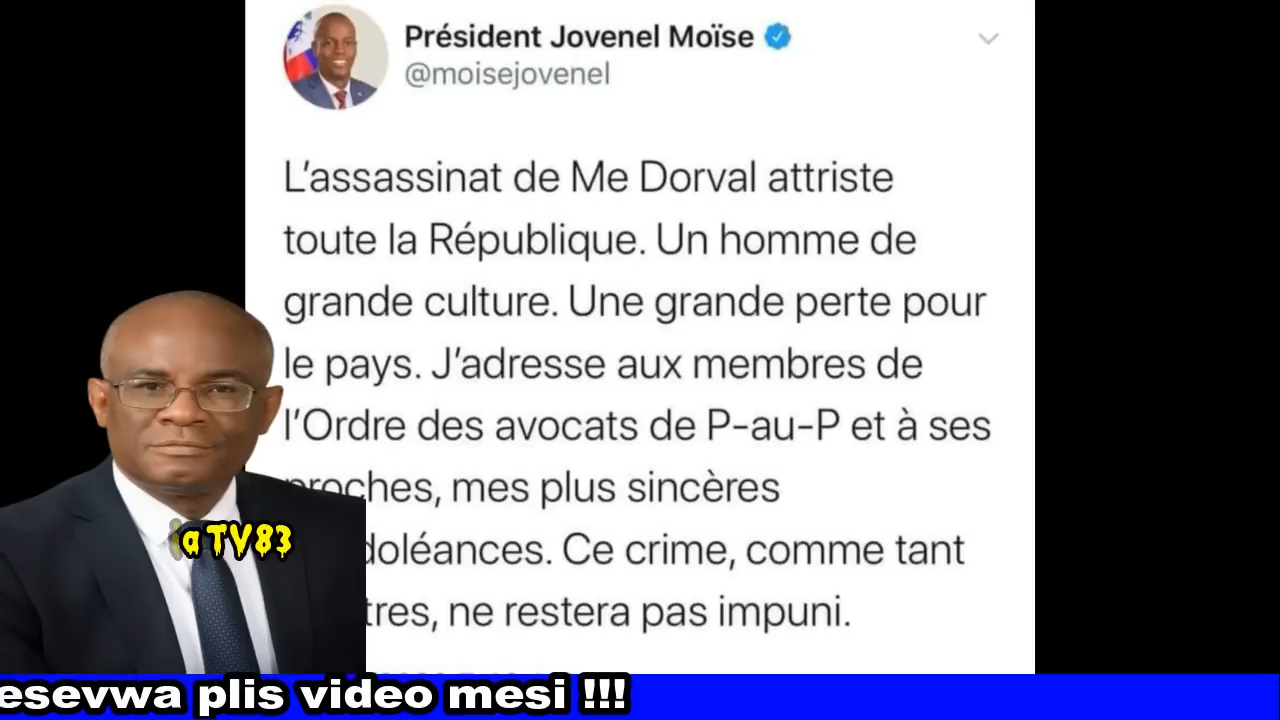 Président Jovenel Moïse
@moisejovenel
L'assassinat de Me Dorval attriste
toute la République. Un homme de
grande culture. Une grande perte pour
le pays. J'adresse aux membres de
l'Ordre des avocats de P-au-P et à ses
proches, mes plus sincères
doléances. Ce crime, comme tant
tres, ne restera pas impuni.
aTV83
esevwa plis video mesi !!!